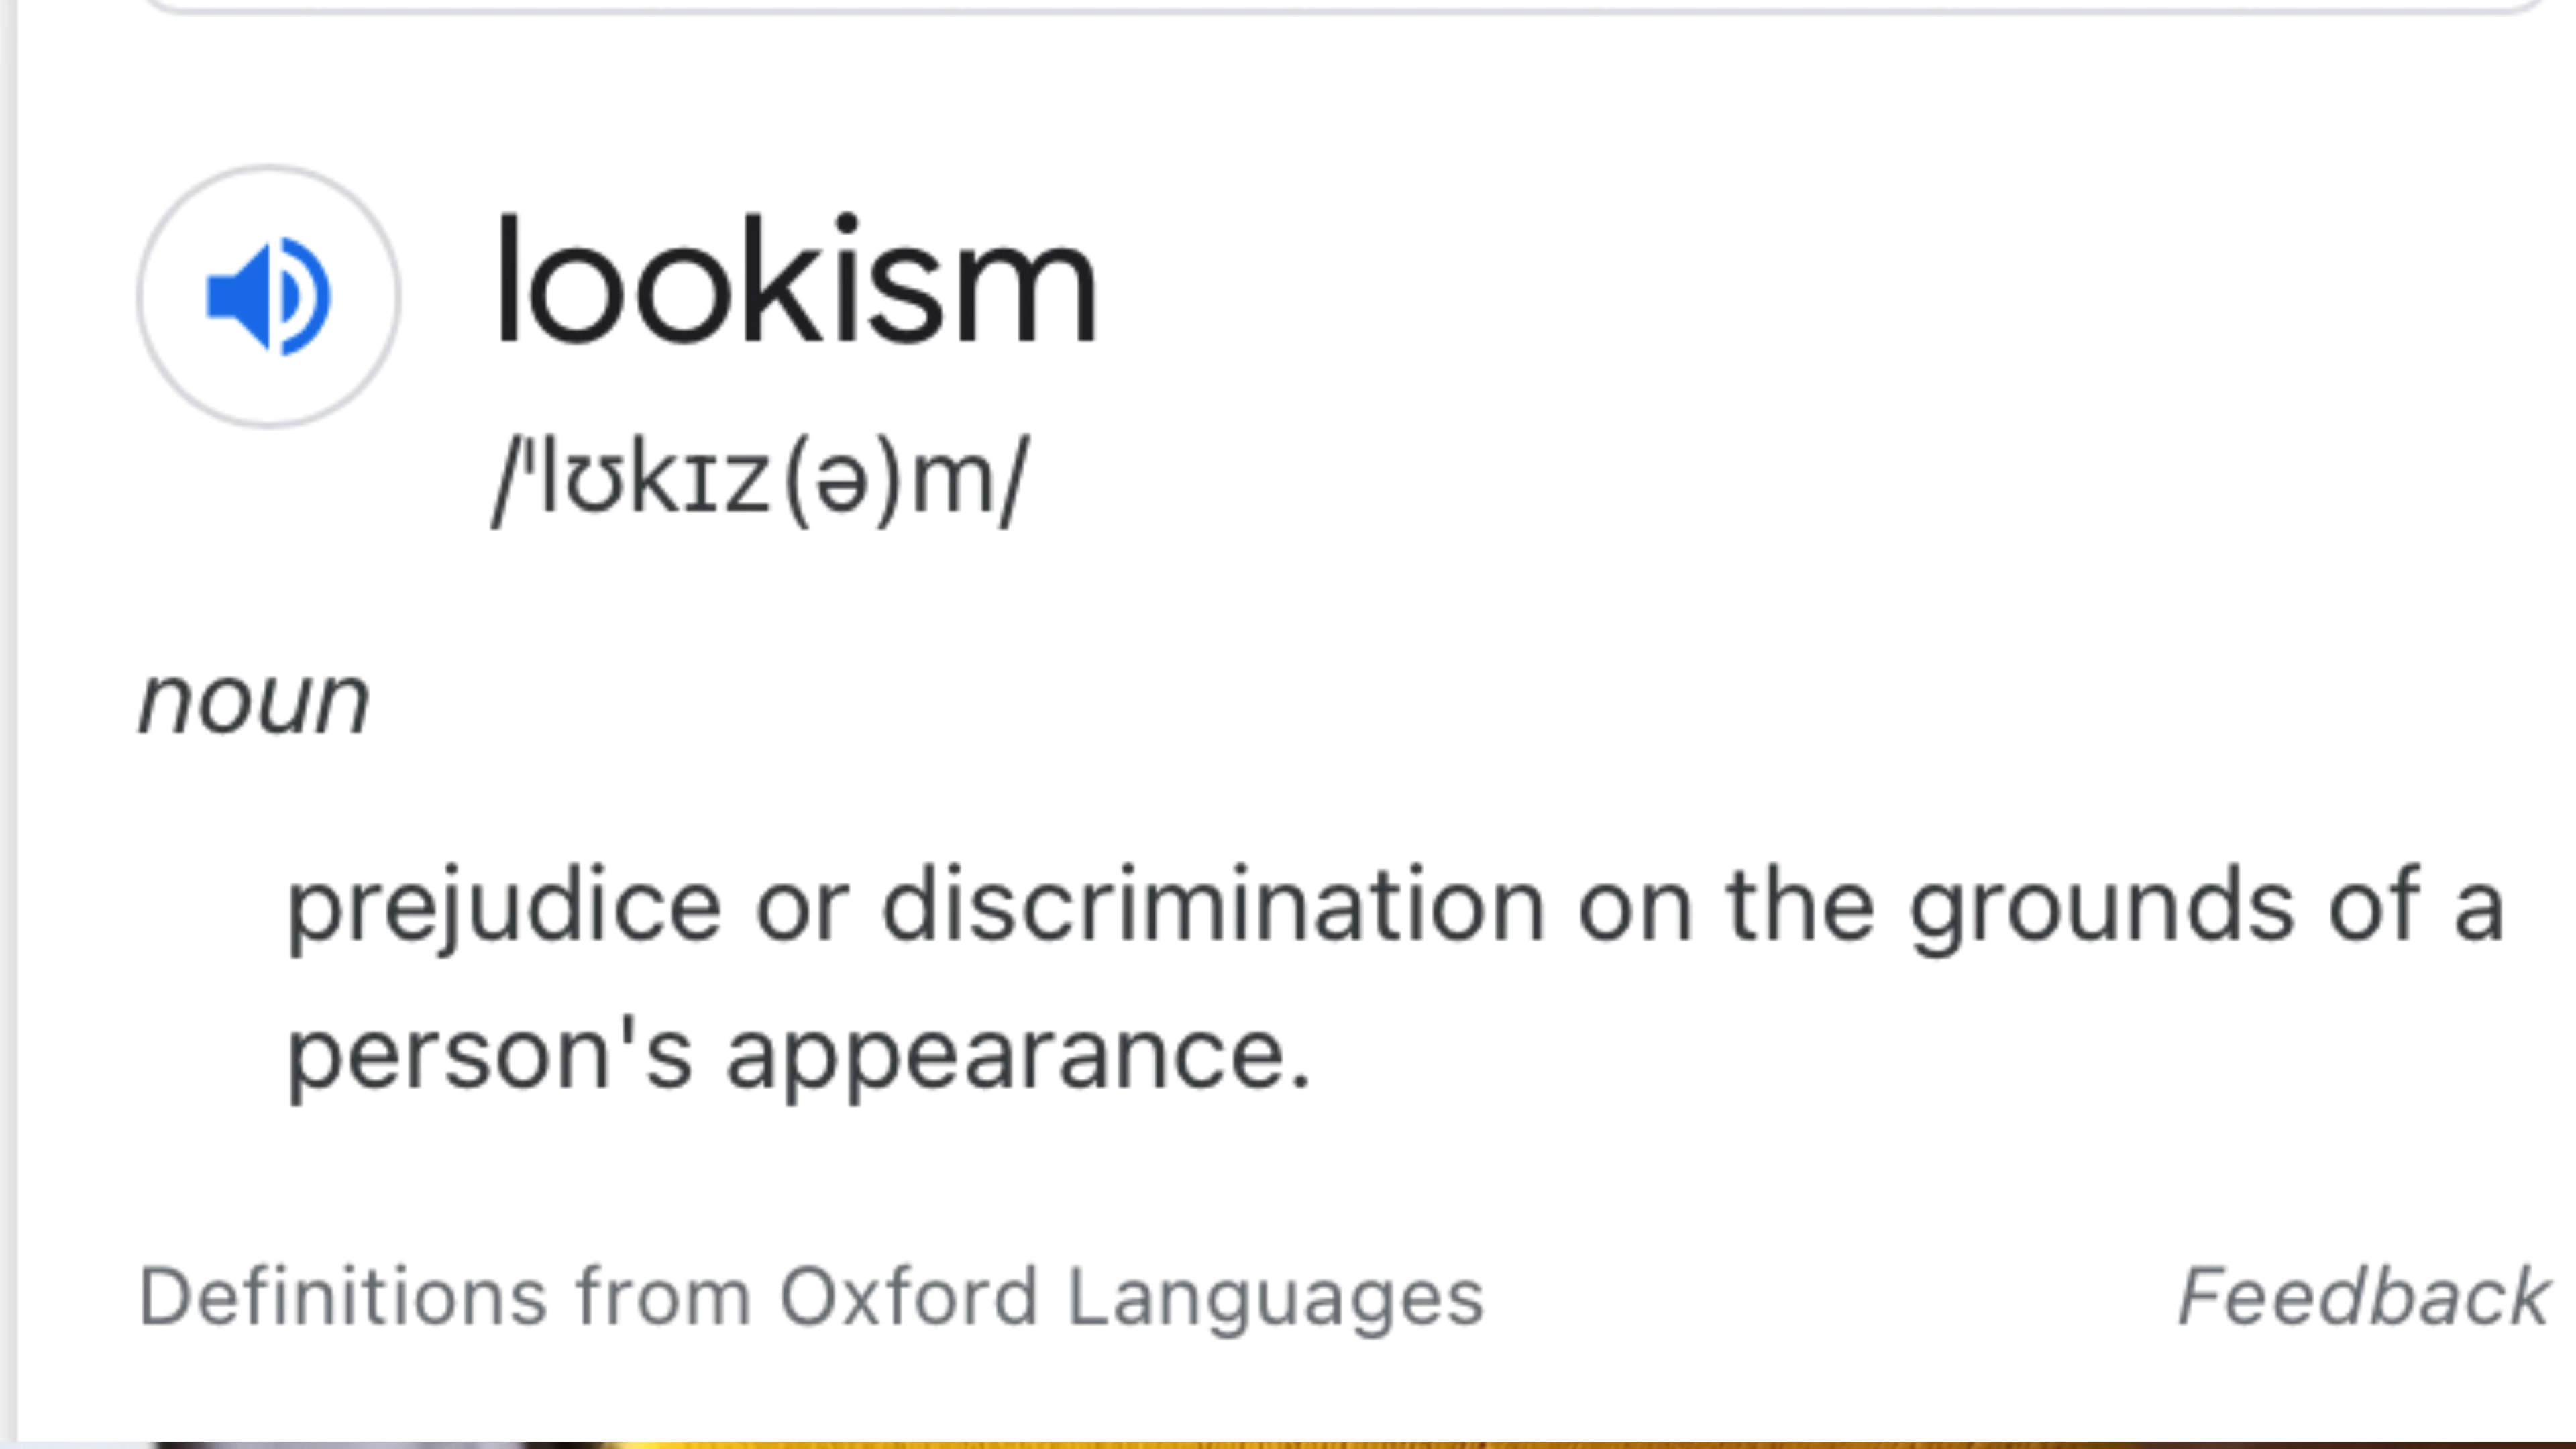 lookism
/ˈlʊkɪz(ə)m/
noun
prejudice or discrimination on the grounds of a
person's appearance.
Definitions from Oxford Languages
Feedback